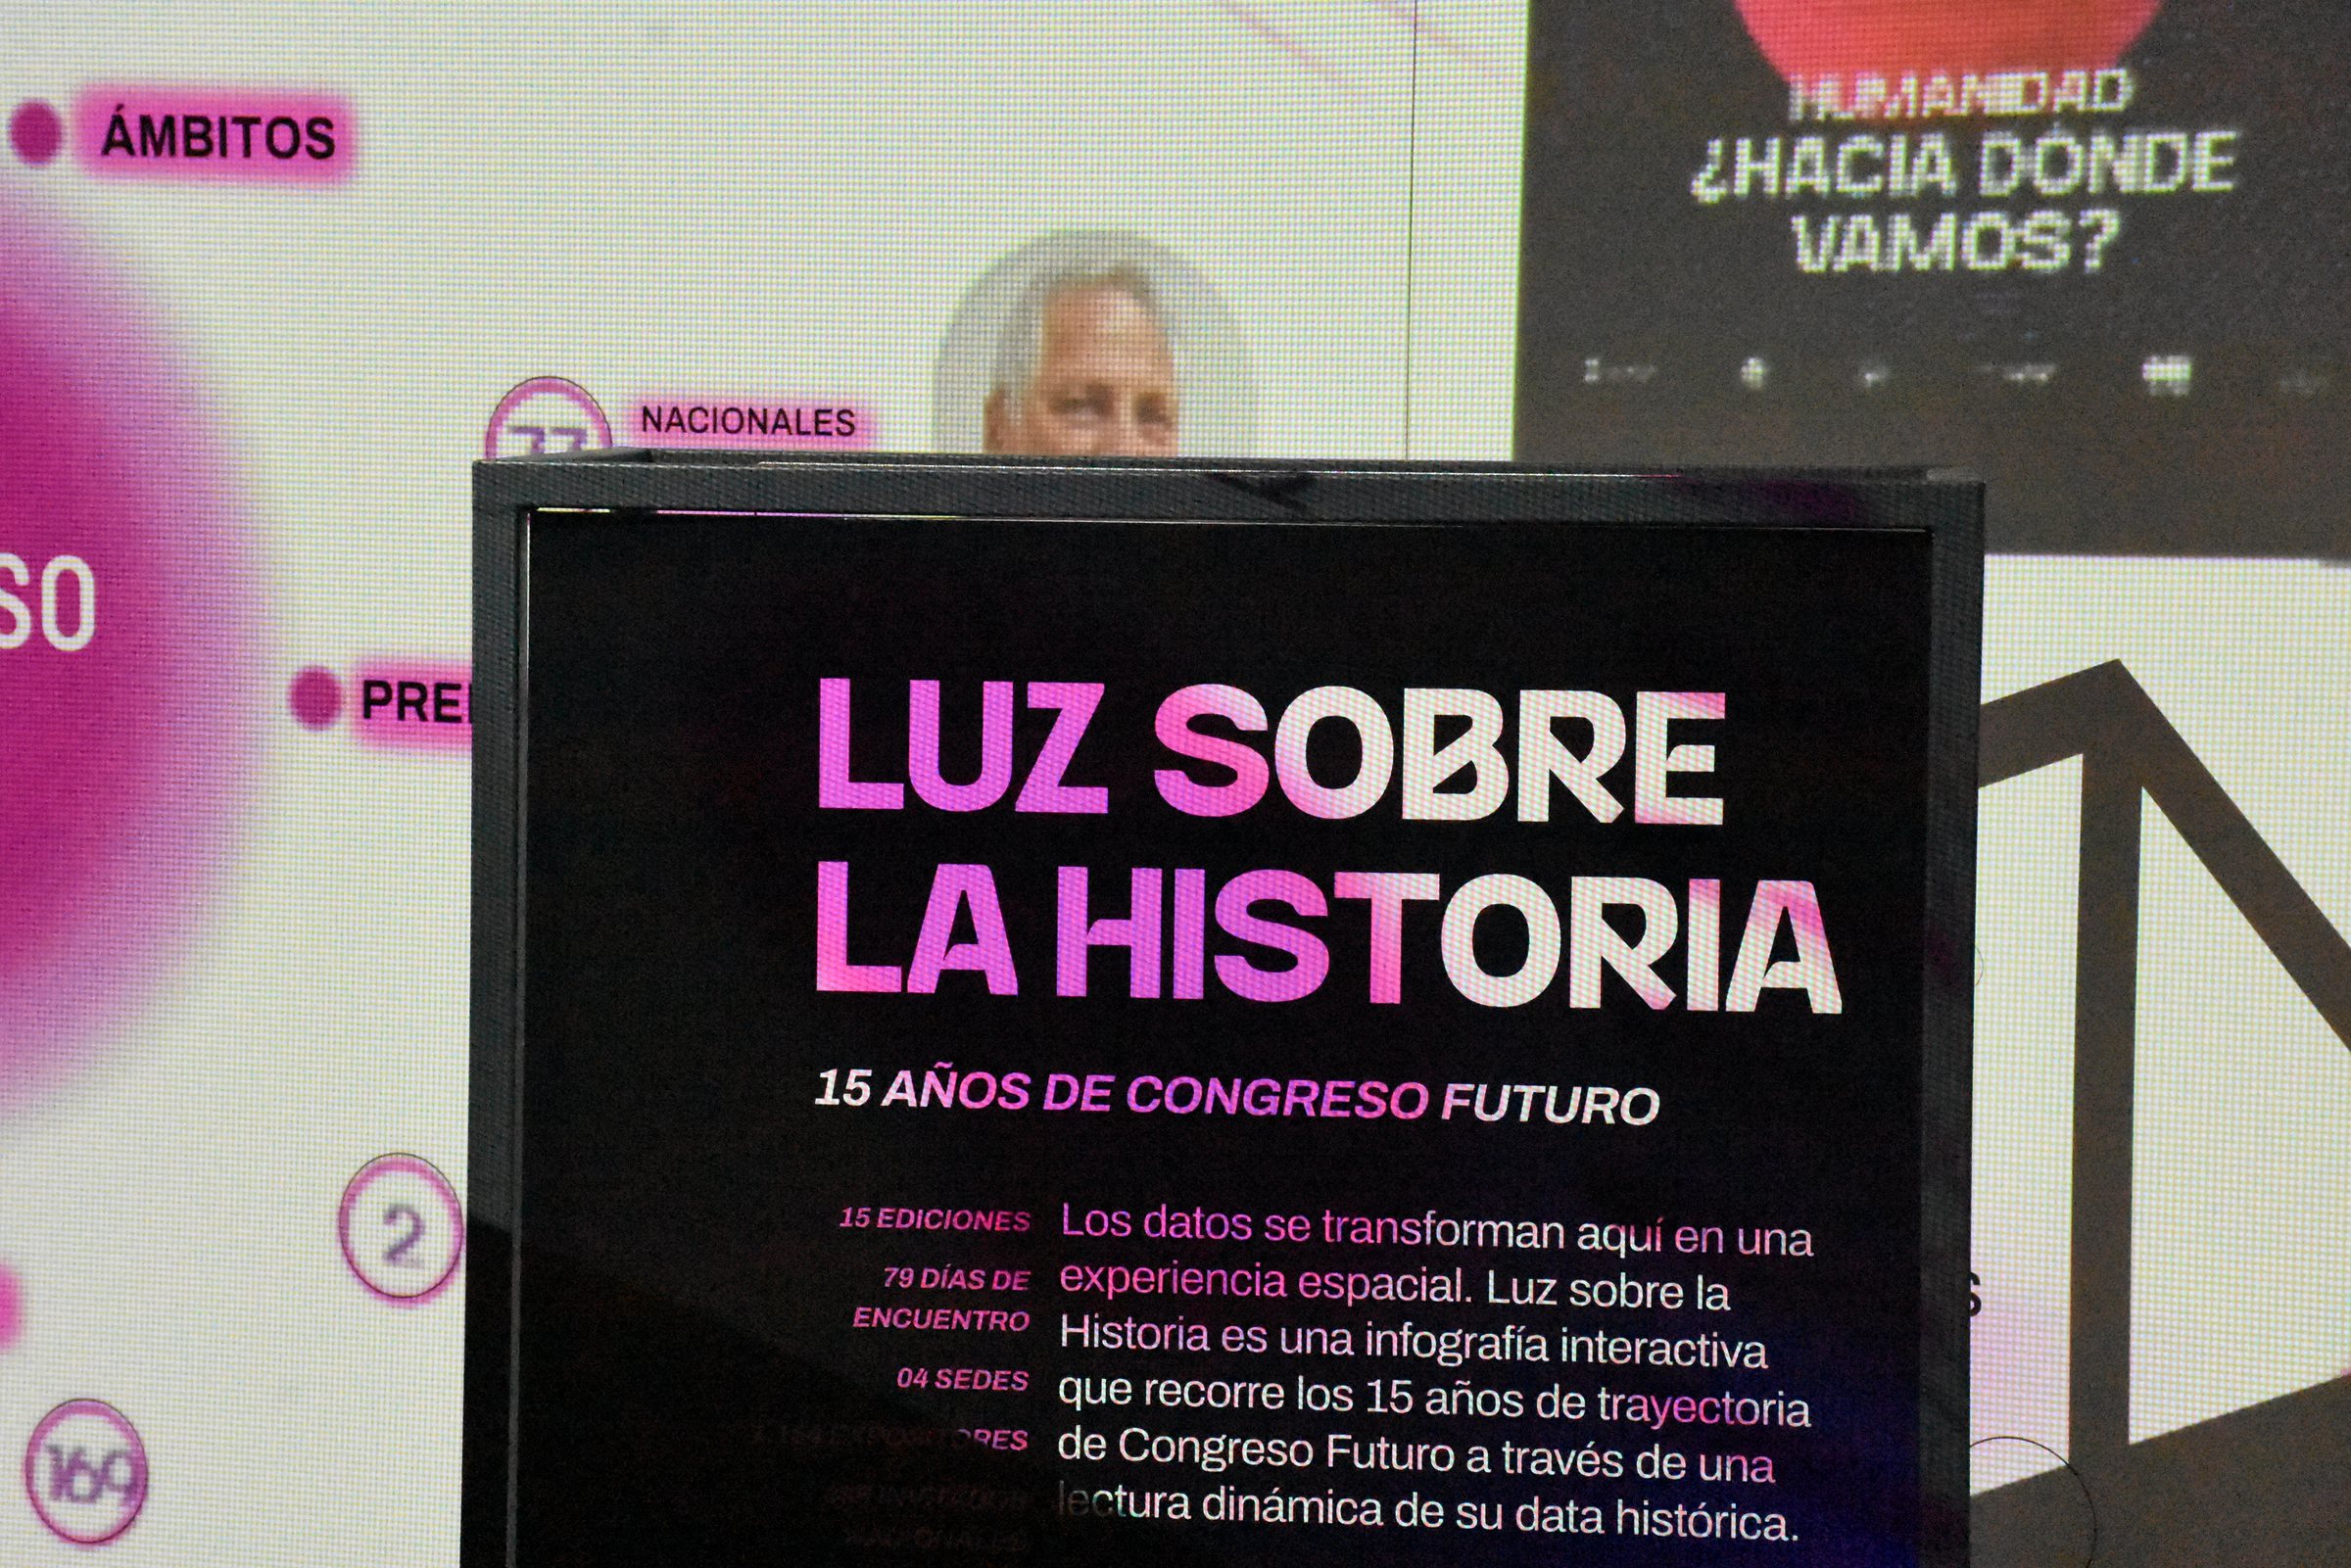 ÁMBITOS
HUMANIDAD
¿HACIA DÓNDE
VAMOS?
77
NACIONALES
SO
PRE
LUZ SOBRE
LA HISTORIA
15 AÑOS DE CONGRESO FUTURO
15 EDICIONES
79 DÍAS DE
ENCUENTRO
04 SEDES
Los datos se transforman aquí en una
experiencia espacial. Luz sobre la
Historia es una infografía interactiva
que recorre los 15 años de trayectoria
de Congreso Futuro a través de una
lectura dinámica de su data histórica.
2
169